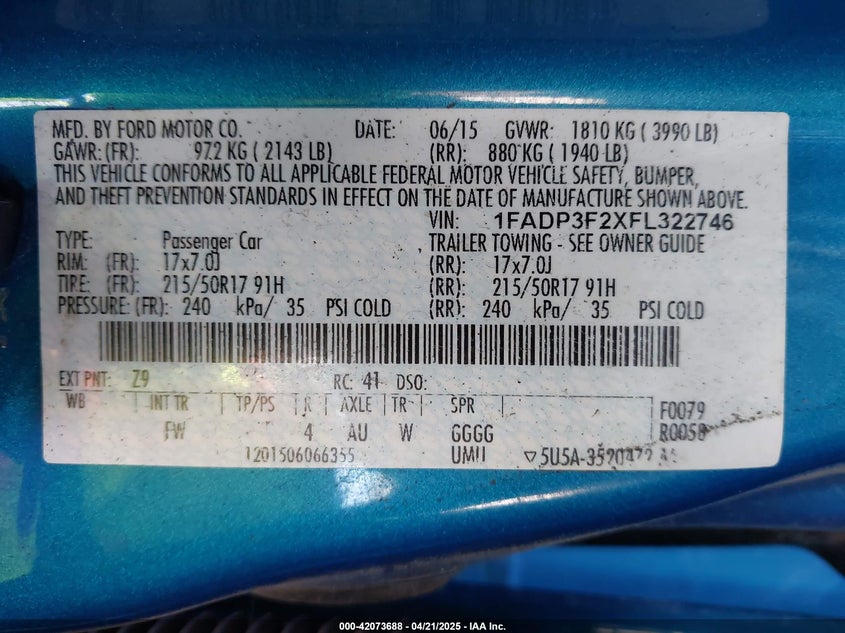 MFD. BY FORD MOTOR CO. DATE: 06/15 GVWR: 1810 KG ( 3990 LB)
GAWR: (FR): 972 KG ( 2143 LB) (RR): 880 KG ( 1940 LB)
THIS VEHICLE CONFORMS TO ALL APPLICABLE FEDERAL MOTOR VEHICLE SAFETY, BUMPER,
AND THEFT PREVENTION STANDARDS IN EFFECT ON THE DATE OF MANUFACTURE SHOWN ABOVE.
VIN: 1FADP3F2XFL322746
TYPE: Passenger Car TRAILER TOWING - SEE OWNER GUIDE
RIM: (FR): 17x7.0J (RR): 17x7.0J
TIRE: (FR): 215/50R17 91H (RR): 215/50R17 91H
PRESSURE: (FR): 240 kPa/ 35 PSI COLD (RR): 240 kPa/ 35 PSI COLD
EXT PNT: Z9 RC: 41 DSO:
WB INT TR TP/PS R AXLE TR SPR F0079
FW 4 AU W GGGG R0058
1201506066355 UMII ▽5U5A-3520472
000-42073688 - 04/21/2025 - IAA Inc.